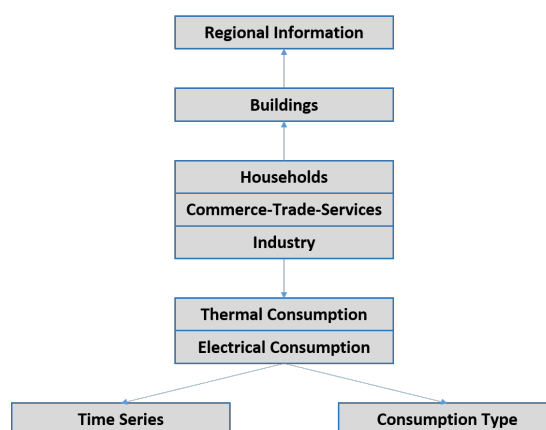 Regional Information
Buildings
Households
Commerce-Trade-Services
Industry
Thermal Consumption
Electrical Consumption
Time Series
Consumption Type